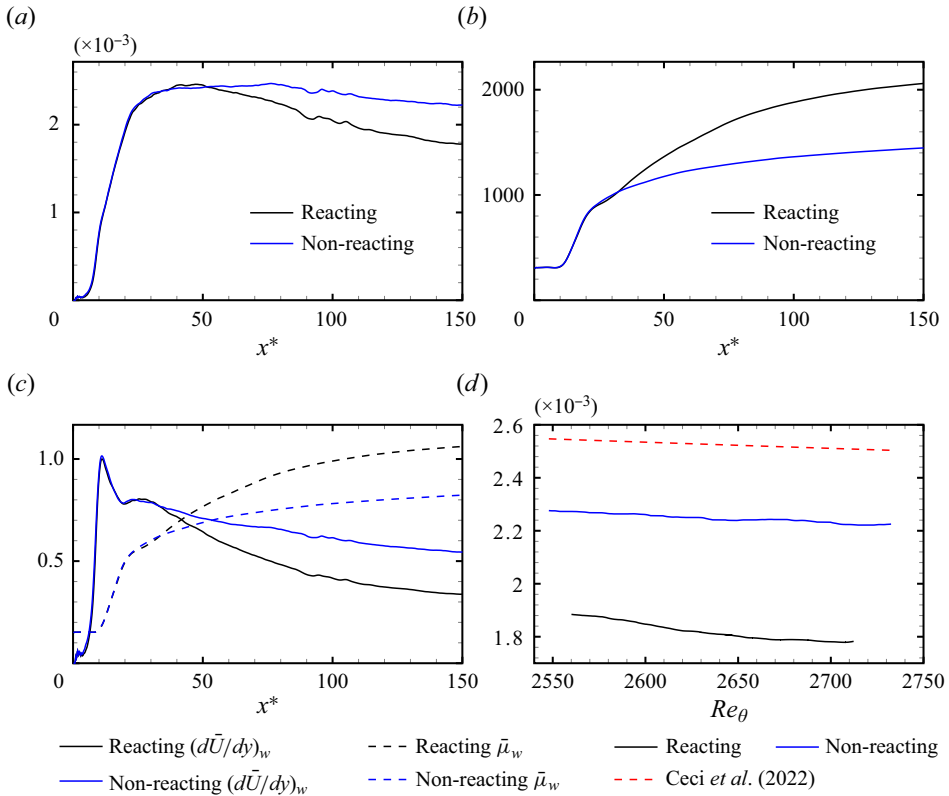 (a) (b)
(×10⁻³)
2
1
Reacting
Non-reacting
0 50 100 150
x*
2000
1000
0
Reacting
Non-reacting
0 50 100 150
x*
(c) (d)
1.0
0.5
0 50 100 150
x*
(×10⁻³)
2.6
2.4
2.2
2
1.8
2550 2600 2650 2700 2750
Re_θ
Reacting (dŪ/dy)_w Reacting μ̄_w Reacting Non-reacting
Non-reacting (dŪ/dy)_w Non-reacting μ̄_w Ceci et al. (2022)